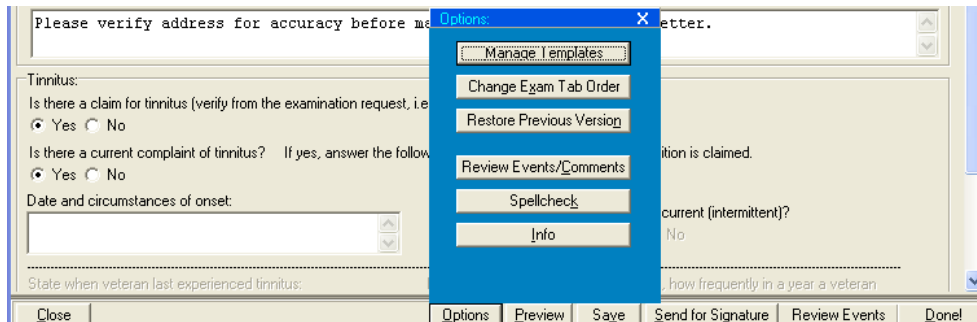 Please verify address for accuracy before ma
etter.
Options:
X
Manage Templates
Change Exam Tab Order
Restore Previous Version
Review Events/Comments
Spellcheck
Info
Tinnitus:
Is there a claim for tinnitus (verify from the examination request, i.e
Yes No
Is there a current complaint of tinnitus? If yes, answer the follow
ition is claimed.
Yes No
Date and circumstances of onset:
current (intermittent)?
No
State when veteran last experienced tinnitus:
, how frequently in a year a veteran
Close
Options
Preview
Save
Send for Signature
Review Events
Done!